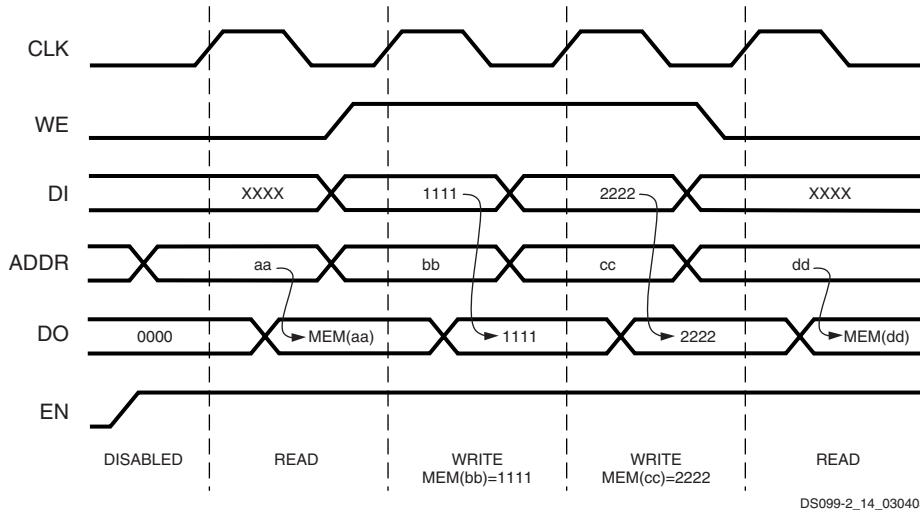 CLK
WE
DI XXXX 1111 2222 XXXX
ADDR aa bb cc dd
DO 0000 MEM(aa) 1111 2222 MEM(dd)
EN
DISABLED READ WRITE WRITE READ
MEM(bb)=1111 MEM(cc)=2222
DS099-2_14_03040